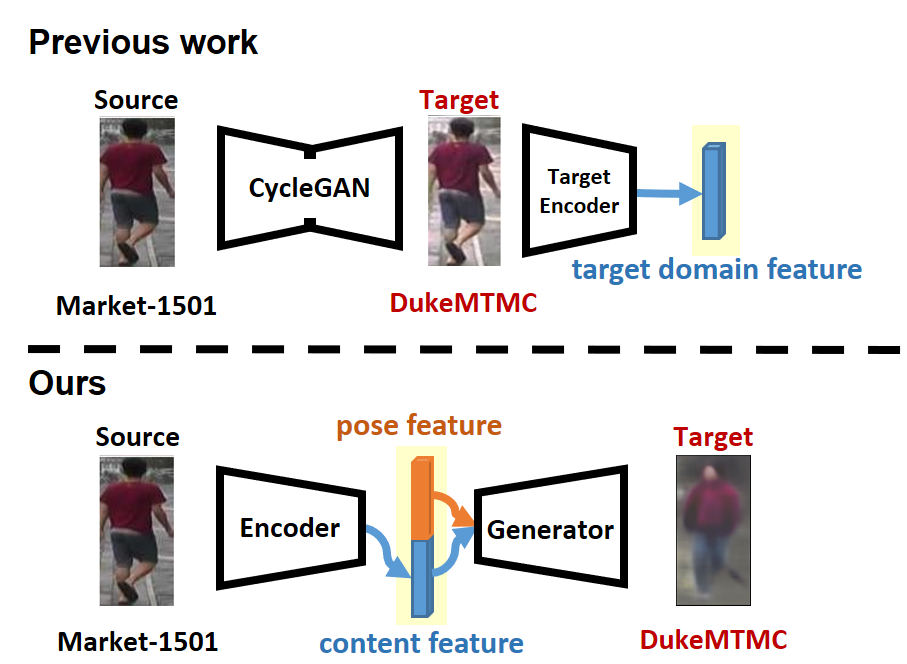 Previous work
Source
Target
CycleGAN
Target
Encoder
target domain feature
Market-1501
DukeMTMC
Ours
pose feature
Source
Target
Encoder
Generator
content feature
Market-1501
DukeMTMC